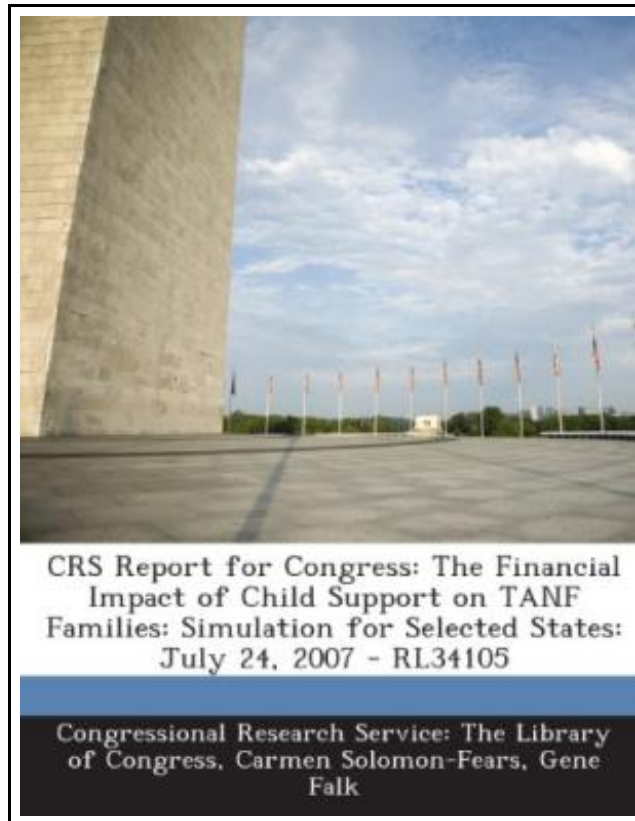 CRS Report for Congress: The Financial
Impact of Child Support on TANF
Families: Simulation for Selected States:
July 24, 2007 - RL34105
Congressional Research Service: The Library
of Congress, Carmen Solomon-Fears, Gene
Falk